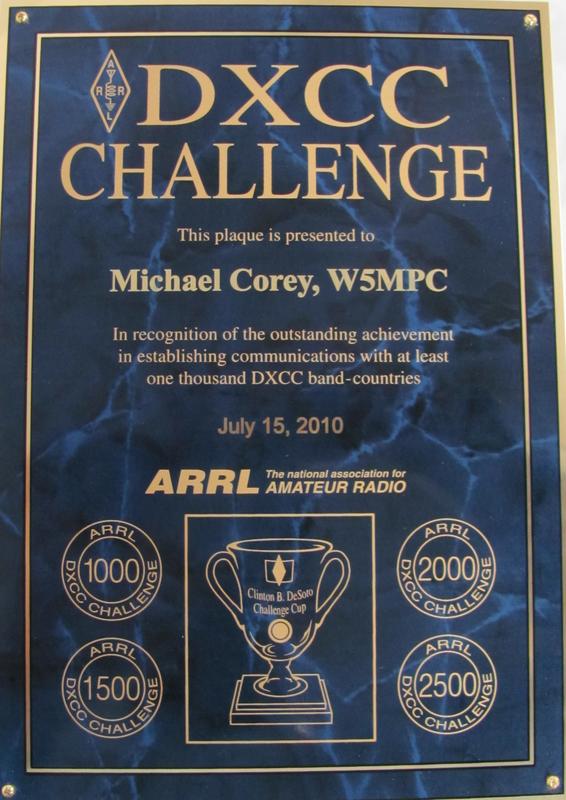 A
R R
L
DXCC
CHALLENGE
This plaque is presented to
Michael Corey, W5MPC
In recognition of the outstanding achievement
in establishing communications with at least
one thousand DXCC band-countries
July 15, 2010
ARRL The national association for
AMATEUR RADIO
ARRL
1000
DXCC CHALLENGE
ARRL
1500
DXCC CHALLENGE
Clinton B. DeSoto
Challenge Cup
ARRL
2000
DXCC CHALLENGE
ARRL
2500
DXCC CHALLENGE